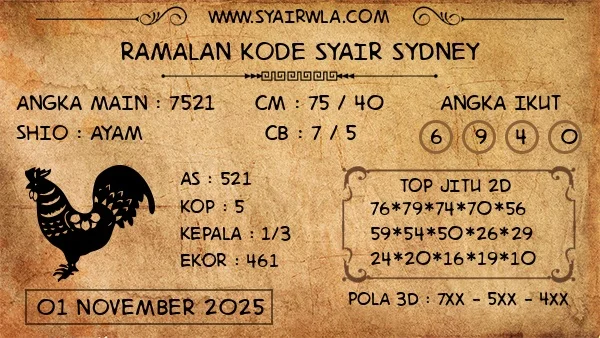 WWW.SYAIRWLA.COM
RAMALAN KODE SYAIR SYDNEY
ANGKA MAIN : 7521
CM : 75 / 40
ANGKA IKUT
SHIO : AYAM
CB : 7 / 5
6 9 4 0
AS : 521
KOP : 5
KEPALA : 1/3
EKOR : 461
TOP JITU 2D
76*79*74*70*56
59*54*50*26*29
24*20*16*19*10
01 NOVEMBER 2025
POLA 3D : 7XX - 5XX - 4XX